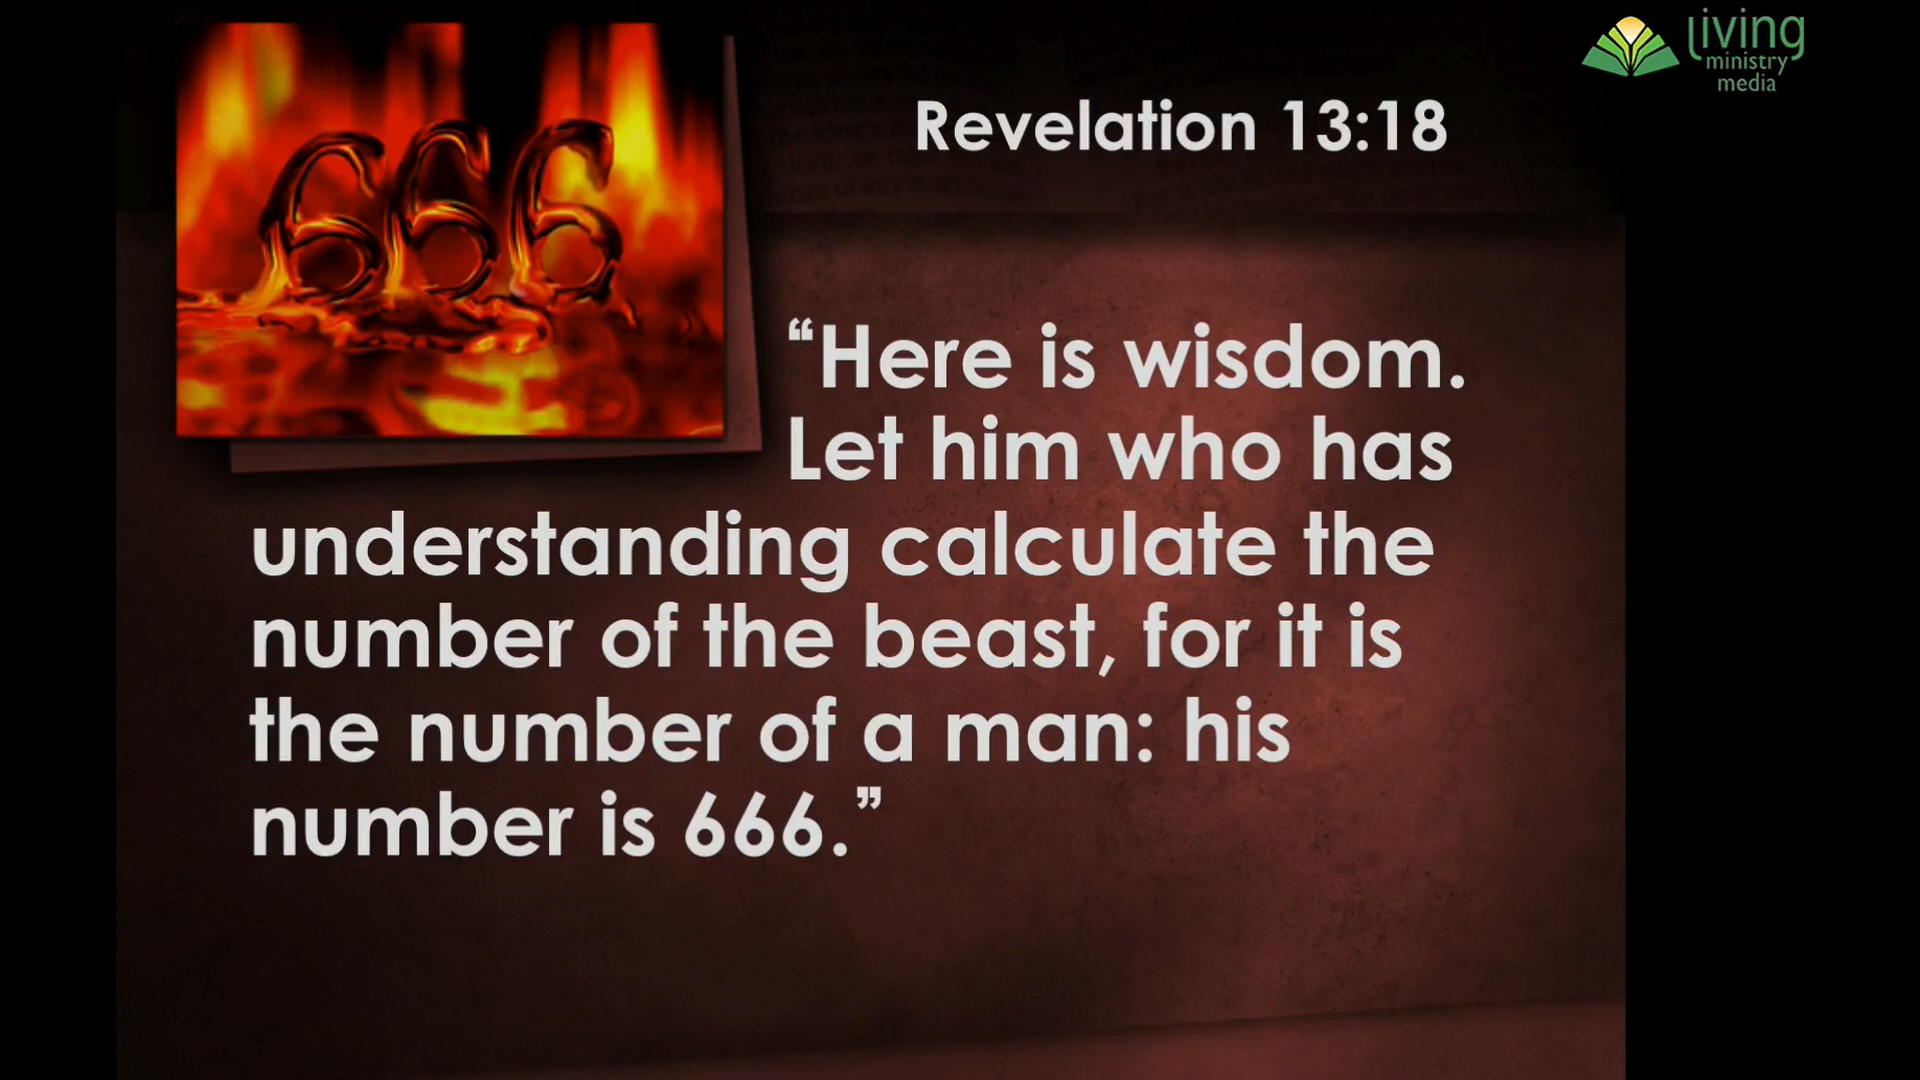 666
living
ministry
media
Revelation 13:18
“Here is wisdom.
Let him who has
understanding calculate the
number of the beast, for it is
the number of a man: his
number is 666.”